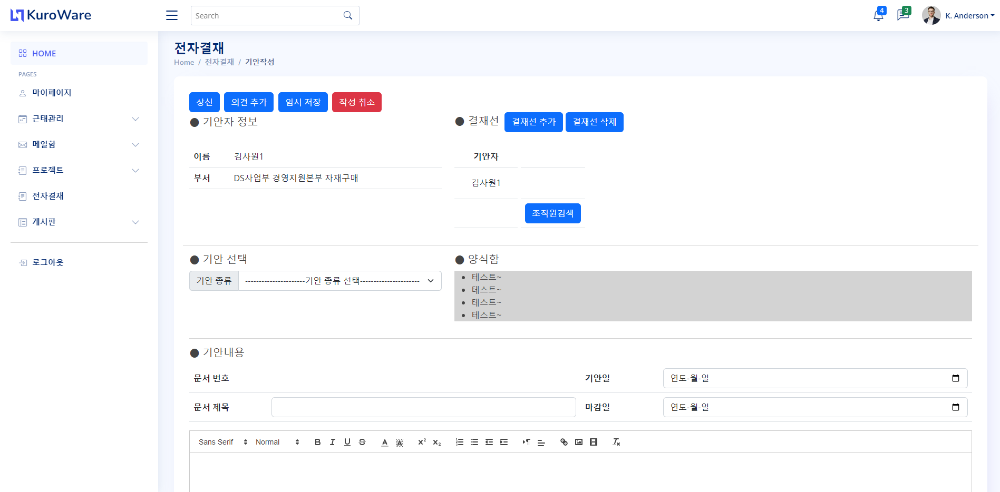 KuroWare
Search
4
3
K. Anderson
HOME
PAGES
마이페이지
근태관리
메일함
프로젝트
전자결재
게시판
로그아웃
전자결재
Home / 전자결재 / 기안작성
상신 의견 추가 임시 저장 작성 취소
● 기안자 정보
이름 김사원1
부서 DS사업부 경영지원본부 자재구매
● 결재선 결재선 추가 결재선 삭제
기안자
김사원1
조직원검색
● 기안 선택
기안 종류 ----------------------기안 종류 선택----------------------
● 양식함
• 테스트~
• 테스트~
• 테스트~
• 테스트~
● 기안내용
문서 번호 기안일 연도-월-일
문서 제목 마감일 연도-월-일
Sans Serif Normal